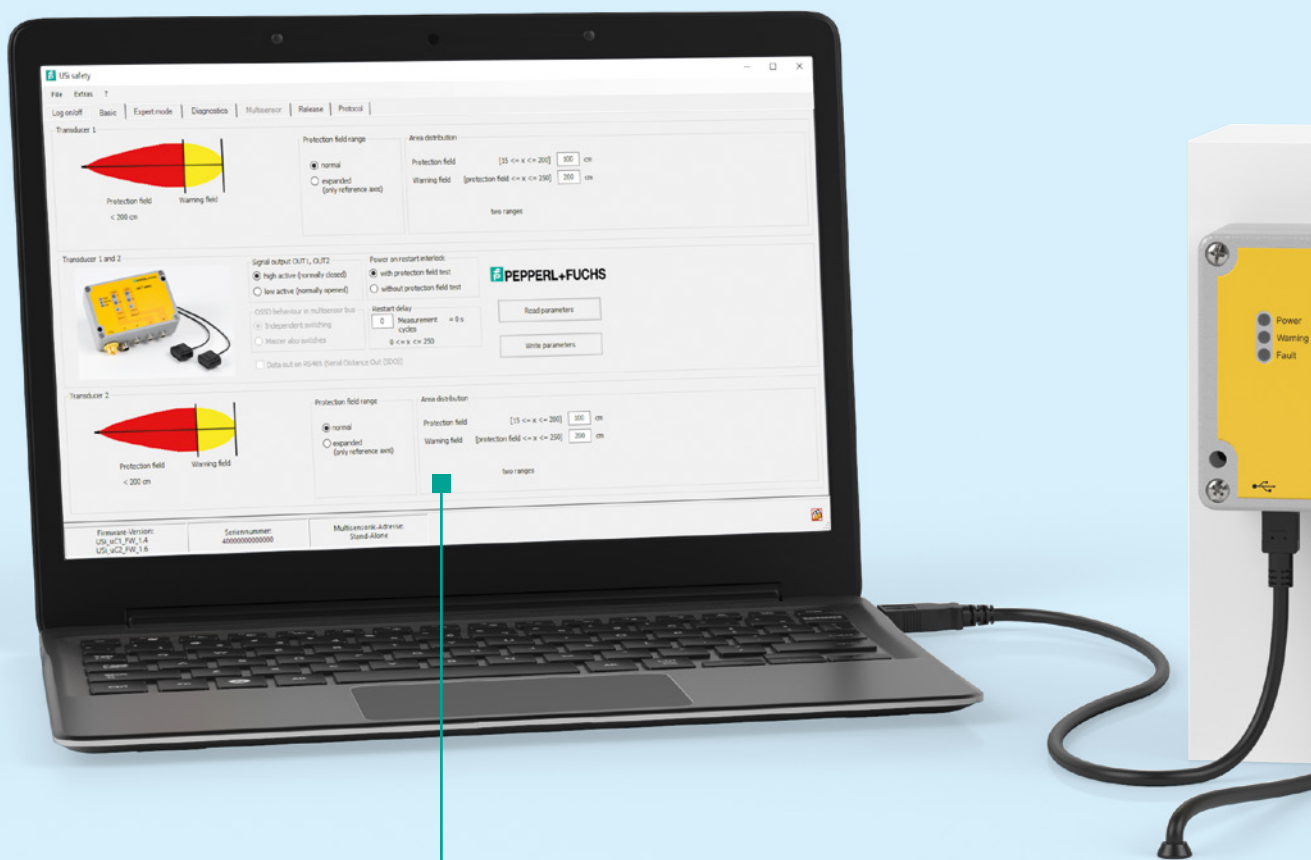 USi safety
File Extras ?
Log on/off Basic Expert mode Diagnostics Multisensor Release Protocol
Transducer 1
Protection field Warning field
< 200 cm
Protection field range
normal
expanded
(only reference axis)
Area distribution
Protection field [15 <= x <= 200] 100 cm
Warning field [protection field <= x <= 250] 200 cm
two ranges
Transducer 1 and 2
Signal output OUT1, OUT2
high active (normally closed)
low active (normally opened)
Power on restart interlock
with protection field test
without protection field test
OSSD behaviour in multisensor bus
Independent switching
Master also switches
Restart delay
0 Measurement = 0 s
cycles
0 <= x <= 250
Data out on RS485 (Serial Distance Out (SDO))
PEPPERL+FUCHS
Read parameters
Write parameters
Transducer 2
Protection field Warning field
< 200 cm
Protection field range
normal
expanded
(only reference axis)
Area distribution
Protection field [15 <= x <= 200] 100 cm
Warning field [protection field <= x <= 250] 200 cm
two ranges
Firmware-Version:
USi_uC1_FW_1.4
USi_uC2_FW_1.6
Seriennummer:
Multisensorik-Adresse:
Stand-Alone
Power
Warning
Fault